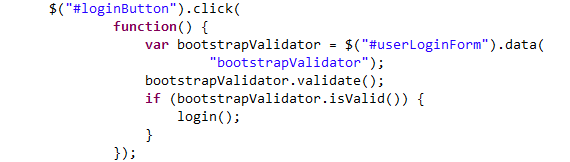 $("#loginButton").click(
function() {
var bootstrapValidator = $("#userLoginForm").data(
"bootstrapValidator");
bootstrapValidator.validate();
if (bootstrapValidator.isValid()) {
login();
}
});